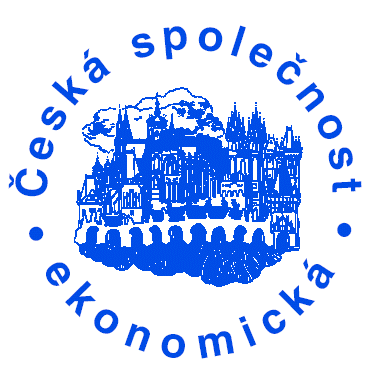 Česká společnost
• ekonomická •